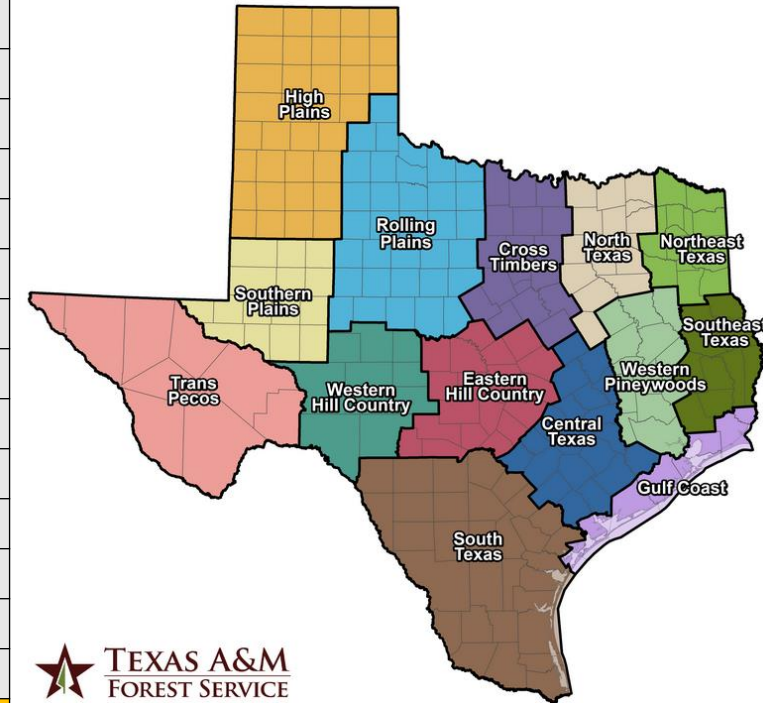 High
Plains
Rolling
Plains
Cross
Timbers
North
Texas
Northeast
Texas
Southern
Plains
Southeast
Texas
Trans
Pecos
Western
Hill Country
Eastern
Hill Country
Western
Pineywoods
Central
Texas
Gulf Coast
South
Texas
TEXAS A&M
FOREST SERVICE